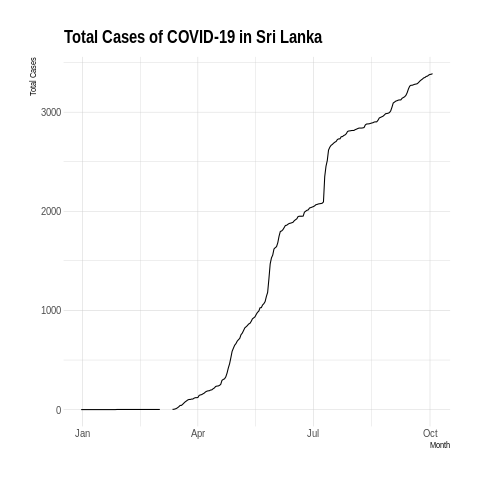 Total Cases of COVID-19 in Sri Lanka
Total Cases
3000
2000
1000
0
Jan Apr Jul Oct
Month